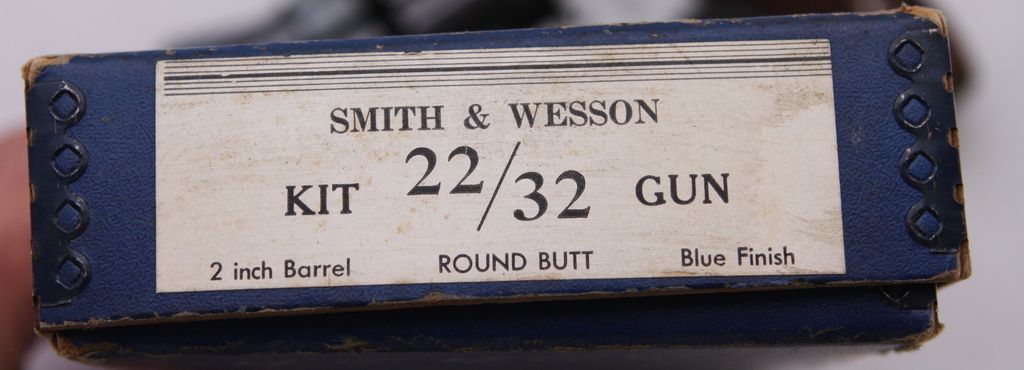 SMITH & WESSON
KIT 22/32 GUN
2 inch Barrel ROUND BUTT Blue Finish